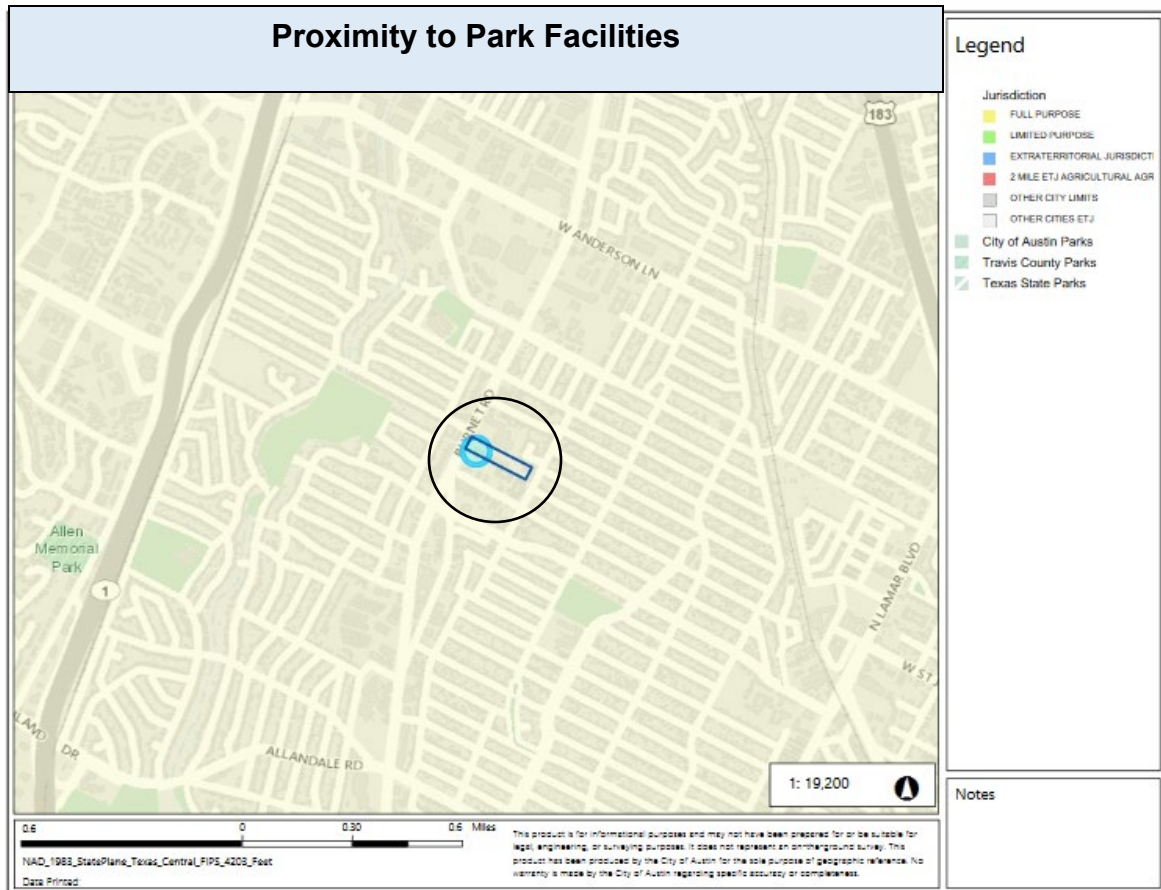 Proximity to Park Facilities
Legend
Jurisdiction
FULL PURPOSE
LIMITED PURPOSE
EXTRATERRITORIAL JURISDICTI
2 MILE ETJ AGRICULTURAL AGR
OTHER CITY LIMITS
OTHER CITIES ETJ
City of Austin Parks
Travis County Parks
Texas State Parks
183
W ANDERSON LN
BURNET RD
Allen
Memorial
Park
1
N LAMAR BLVD
W ST J
LAND DR
ALLANDALE RD
1: 19,200
Notes
0.6 0 0.30 0.6 Miles
NAD_1983_StatePlane_Texas_Central_FIPS_4203_Feet
Date Printed:
This product is for informational purposes and may not have been prepared for or be suitable for
legal, engineering, or surveying purposes. It does not represent an on-the-ground survey. This
product has been produced by the City of Austin for the sole purpose of geographic reference. No
warranty is made by the City of Austin regarding specific accuracy or completeness.